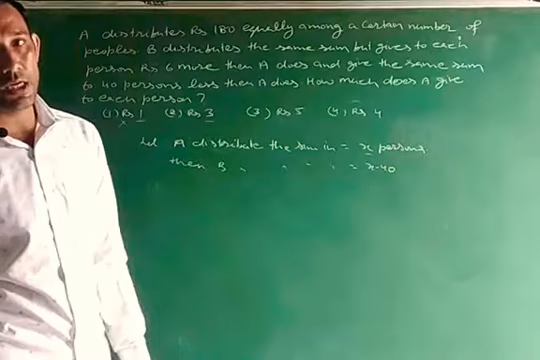 A distributes Rs 180 equally among a certain number of
peoples. B distributes the same sum but gives to each
person Rs 6 more then A does and give the same sum
to 40 persons less then A does. How much does A give
to each person?
(1) Rs 1 (2) Rs 3 (3) Rs 5 (4) Rs 4
Let A distribute the sum in = x persons.
then B " " " " = x-40